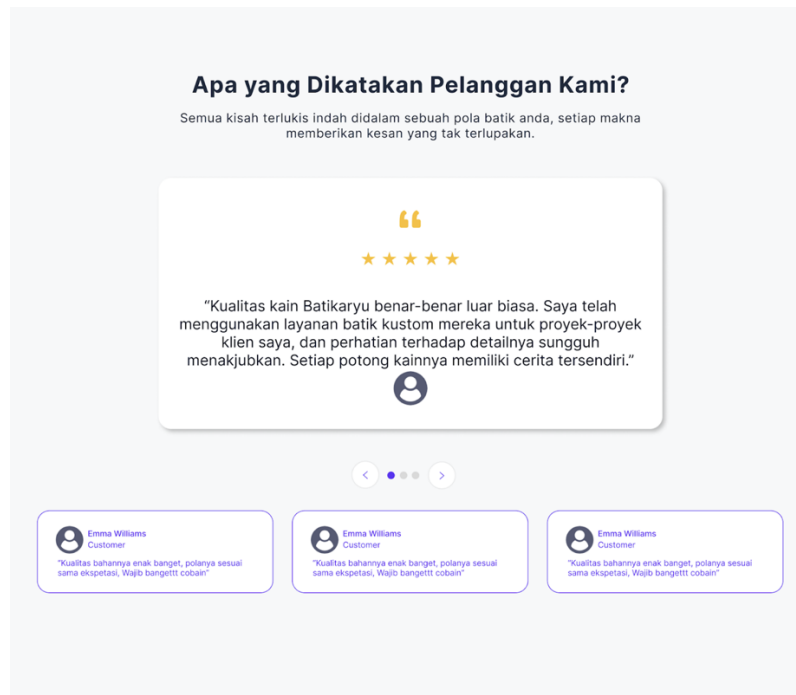 Apa yang Dikatakan Pelanggan Kami?
Semua kisah terlukis indah didalam sebuah pola batik anda, setiap makna
memberikan kesan yang tak terlupakan.
“
“Kualitas kain Batikaryu benar-benar luar biasa. Saya telah
menggunakan layanan batik kustom mereka untuk proyek-proyek
klien saya, dan perhatian terhadap detailnya sungguh
menakjubkan. Setiap potong kainnya memiliki cerita tersendiri.”
Emma Williams
Customer
"Kualitas bahannya enak banget, polanya sesuai
sama ekspetasi, Wajib bangettt cobain"
Emma Williams
Customer
"Kualitas bahannya enak banget, polanya sesuai
sama ekspetasi, Wajib bangettt cobain"
Emma Williams
Customer
"Kualitas bahannya enak banget, polanya sesuai
sama ekspetasi, Wajib bangettt cobain"